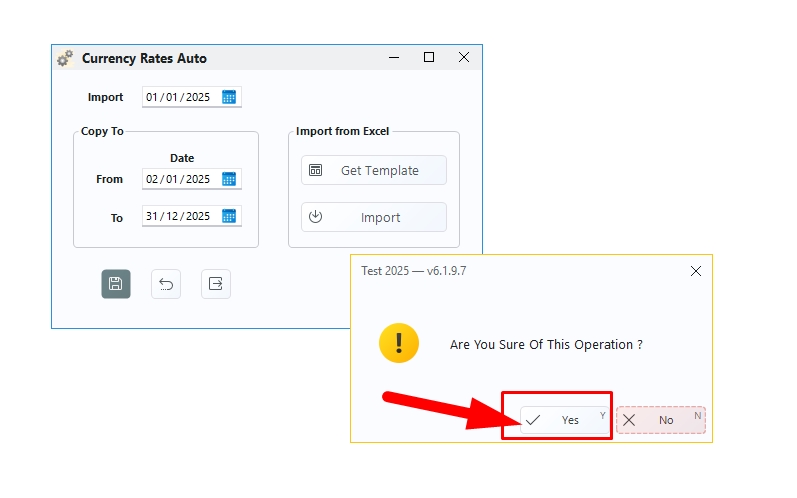 Currency Rates Auto
Import 01/01/2025
Copy To
Date
From 02/01/2025
To 31/12/2025
Import from Excel
Get Template
Import
Test 2025 — v6.1.9.7
Are You Sure Of This Operation ?
Yes Y
No N